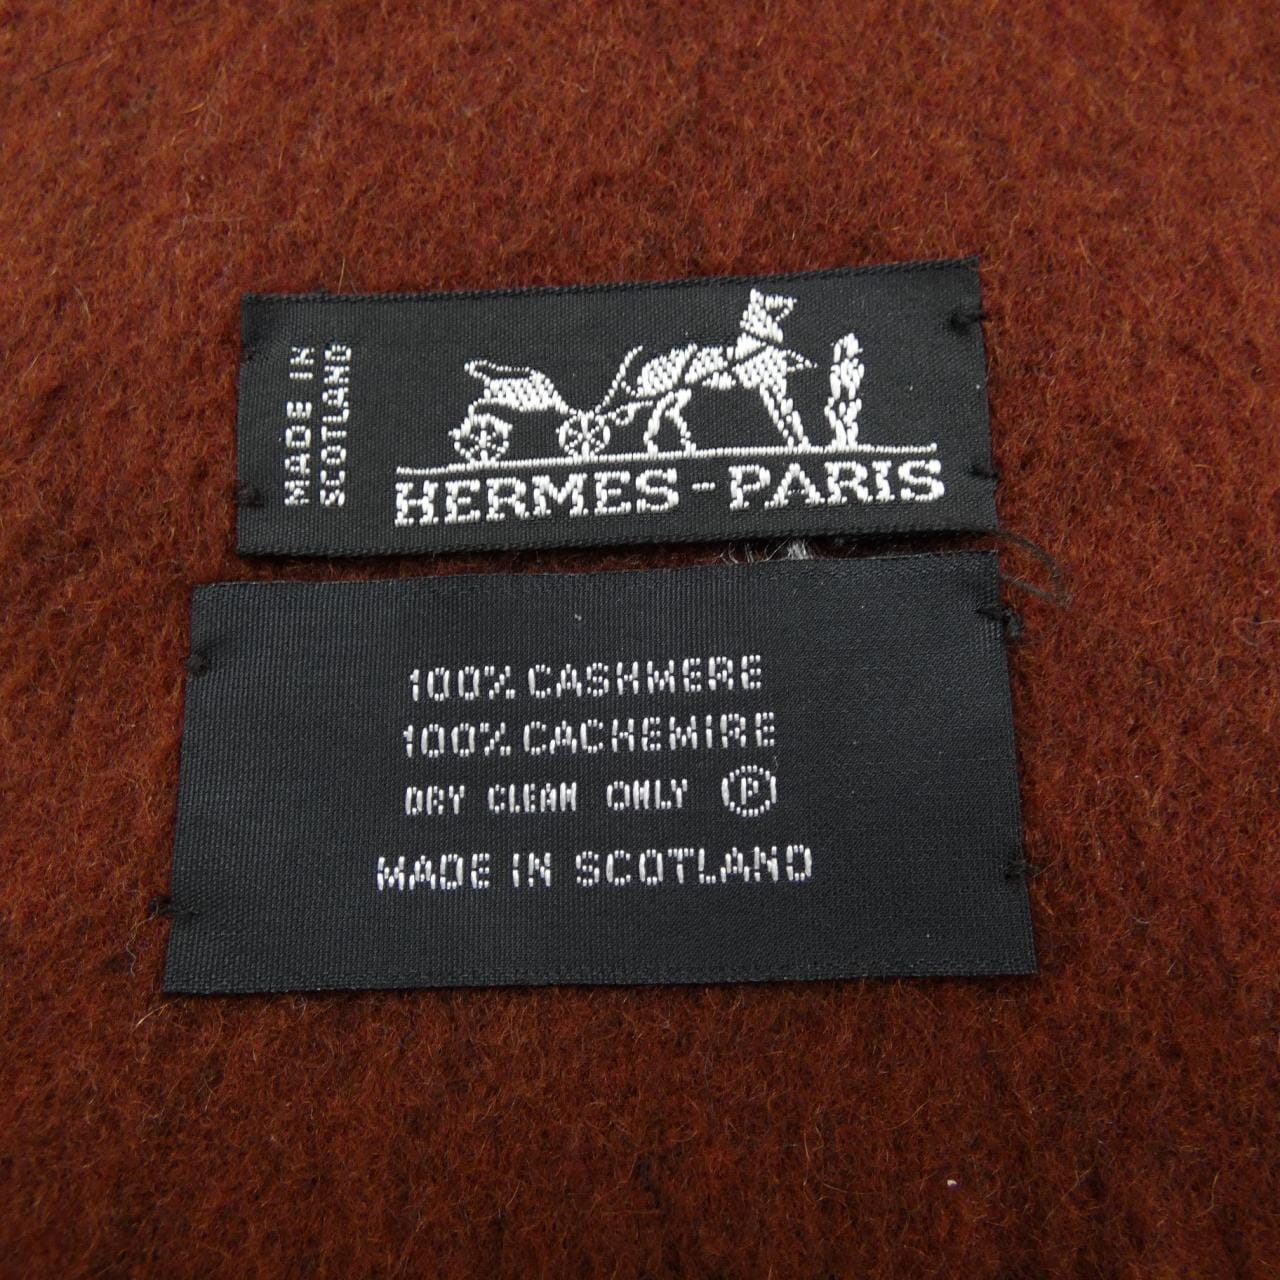 MADE IN
SCOTLAND
HERMES-PARIS
100% CASHMERE
100% CACHEMIRE
DRY CLEAN ONLY Ⓟ
MADE IN SCOTLAND